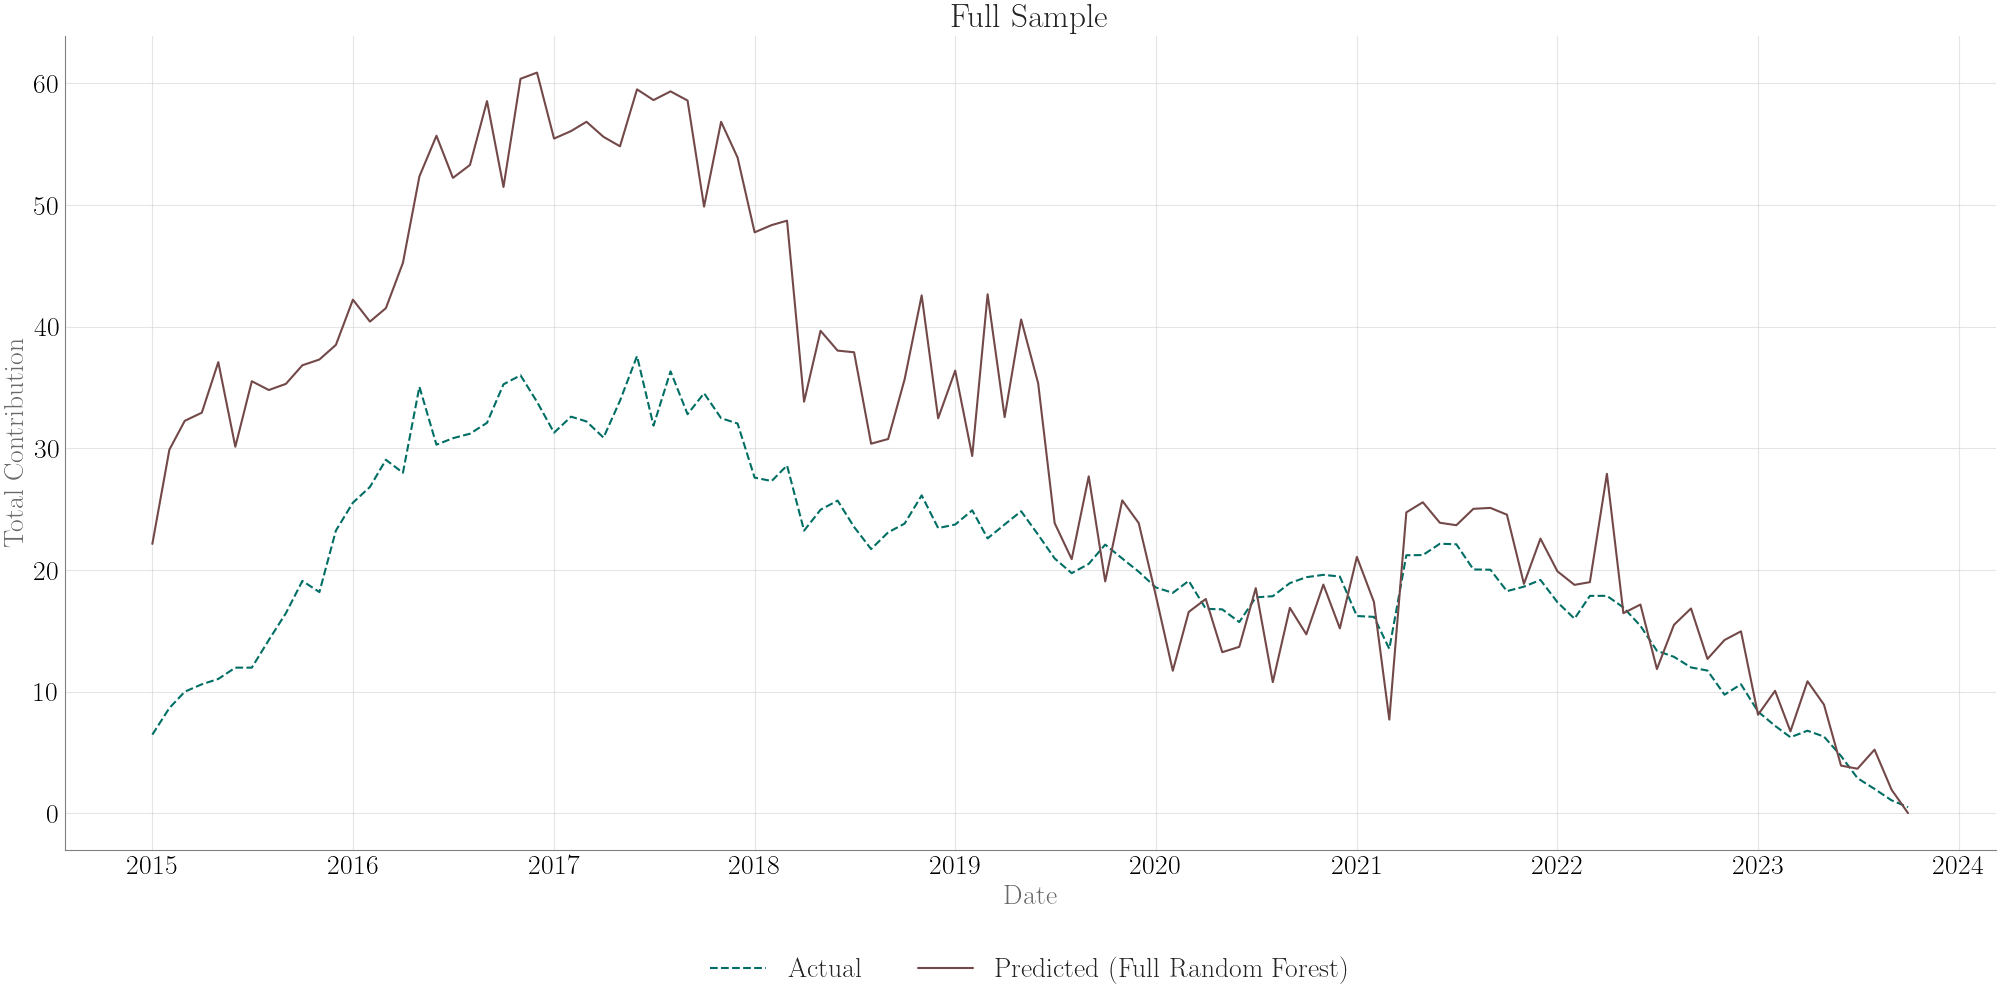 Full Sample
Total Contribution
60
50
40
30
20
10
0
2015 2016 2017 2018 2019 2020 2021 2022 2023 2024
Date
Actual Predicted (Full Random Forest)